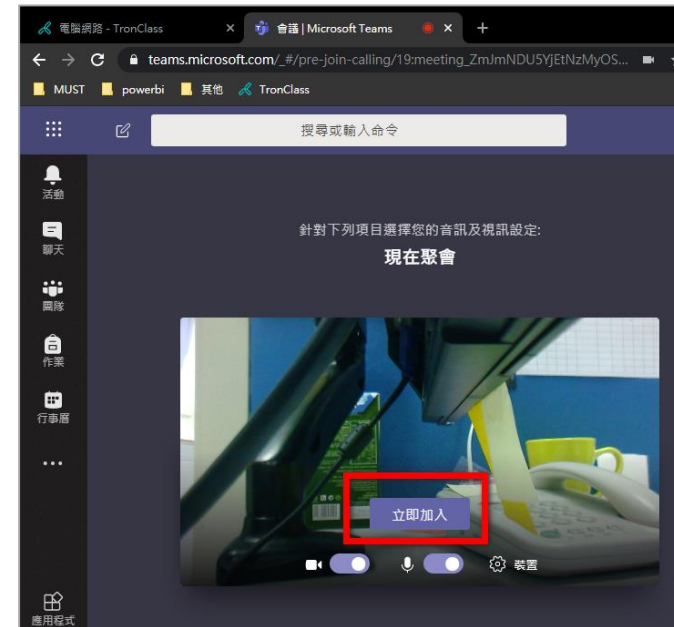 電腦網路 - TronClass
會議 | Microsoft Teams
teams.microsoft.com/_#/pre-join-calling/19:meeting_ZmJmNDU5YjEtNzMyOS...
MUST
powerbi
其他
TronClass
搜尋或輸入命令
活動
聊天
團隊
作業
行事曆
應用程式
針對下列項目選擇您的音訊及視訊設定:
現在聚會
立即加入
裝置